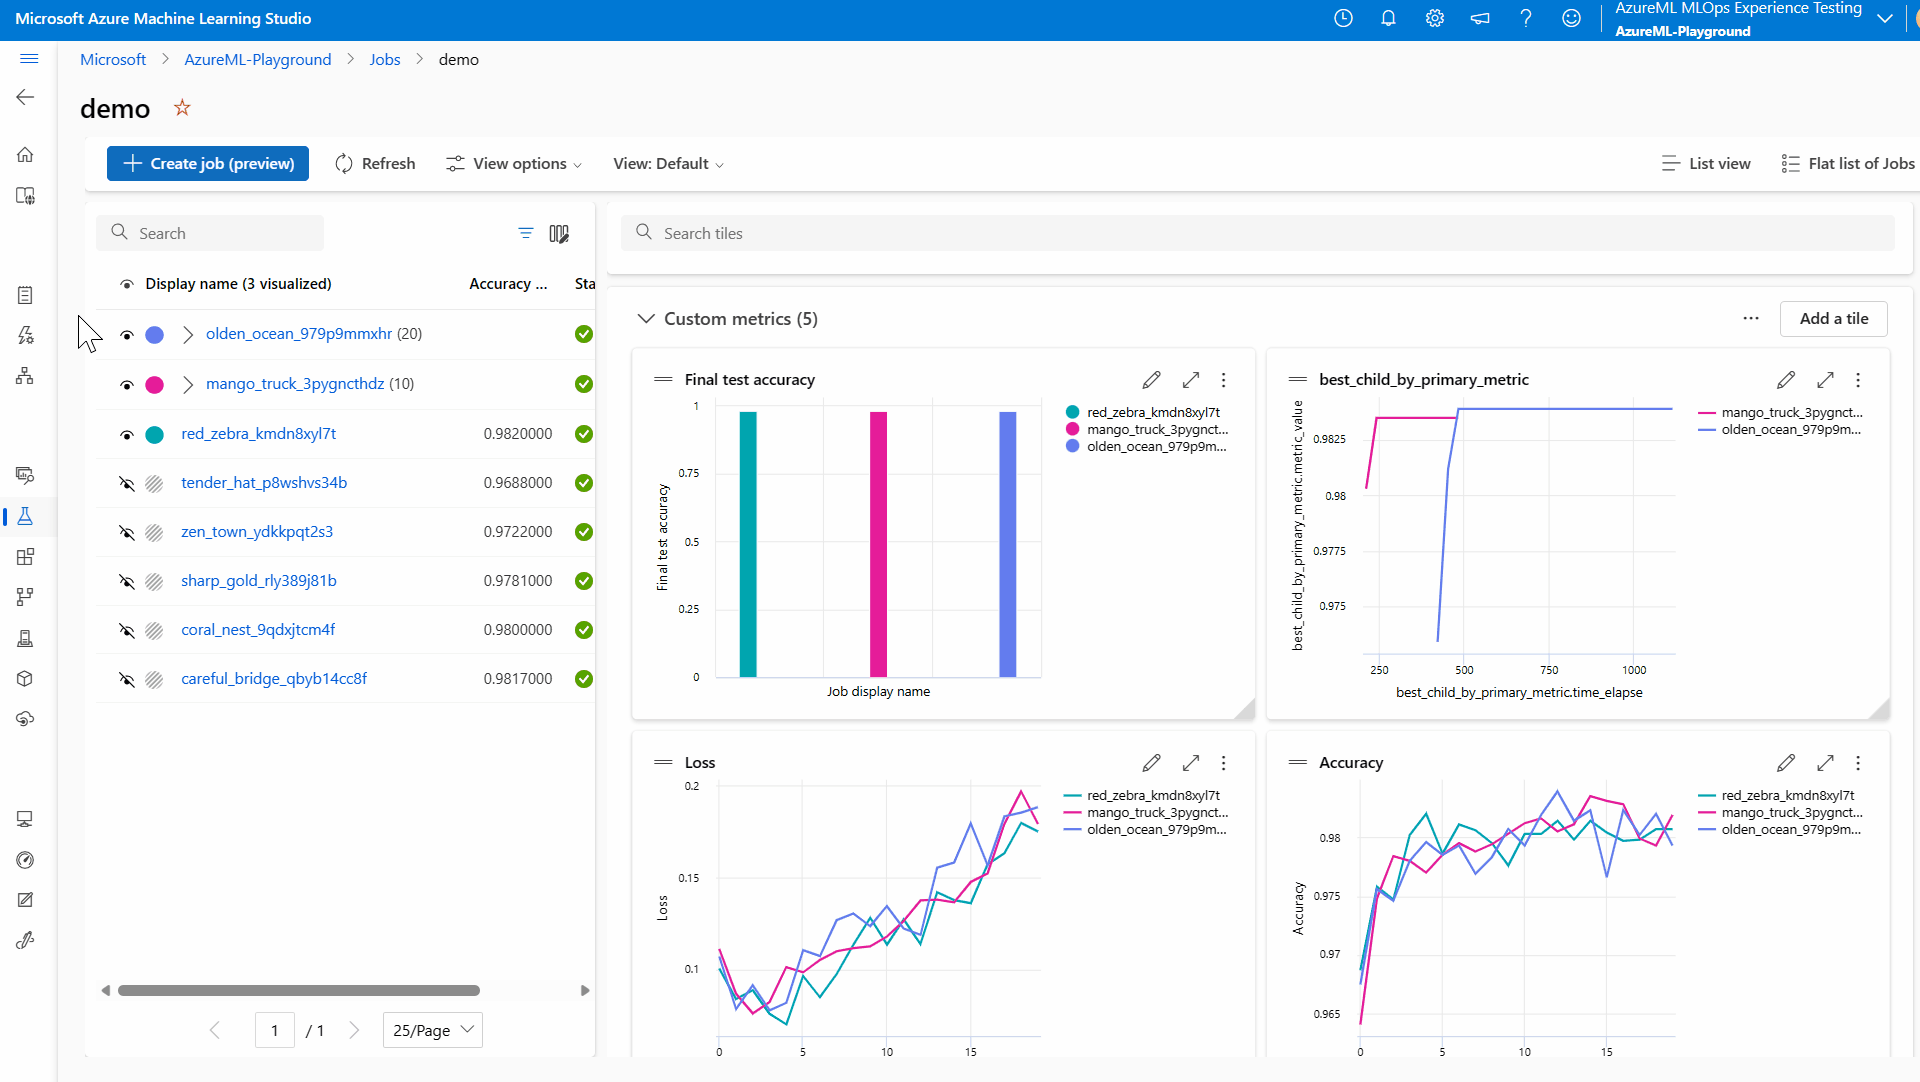 Microsoft Azure Machine Learning Studio
AzureML MLOps Experience Testing
AzureML-Playground
Microsoft > AzureML-Playground > Jobs > demo
demo
Create job (preview)
Refresh
View options
View: Default
List view
Flat list of Jobs
Search
Display name (3 visualized)
Accuracy ...
Sta
olden_ocean_979p9mmxhr (20)
mango_truck_3pygncthdz (10)
red_zebra_kmdn8xyl7t 0.9820000
tender_hat_p8wshvs34b 0.9688000
zen_town_ydkkpqt2s3 0.9722000
sharp_gold_rly389j81b 0.9781000
coral_nest_9qdxjtcm4f 0.9800000
careful_bridge_qbyb14cc8f 0.9817000
1 / 1
25/Page
Search tiles
Custom metrics (5)
Add a tile
Final test accuracy
1
0.75
0.5
0.25
0
Final test accuracy
Job display name
red_zebra_kmdn8xyl7t
mango_truck_3pygnct...
olden_ocean_979p9m...
best_child_by_primary_metric
0.9825
0.98
0.9775
0.975
best_child_by_primary_metric.metric_value
250 500 750 1000
best_child_by_primary_metric.time_elapse
mango_truck_3pygnct...
olden_ocean_979p9m...
Loss
0.2
0.15
0.1
Loss
0 5 10 15
red_zebra_kmdn8xyl7t
mango_truck_3pygnct...
olden_ocean_979p9m...
Accuracy
0.98
0.975
0.97
0.965
Accuracy
0 5 10 15
red_zebra_kmdn8xyl7t
mango_truck_3pygnct...
olden_ocean_979p9m...